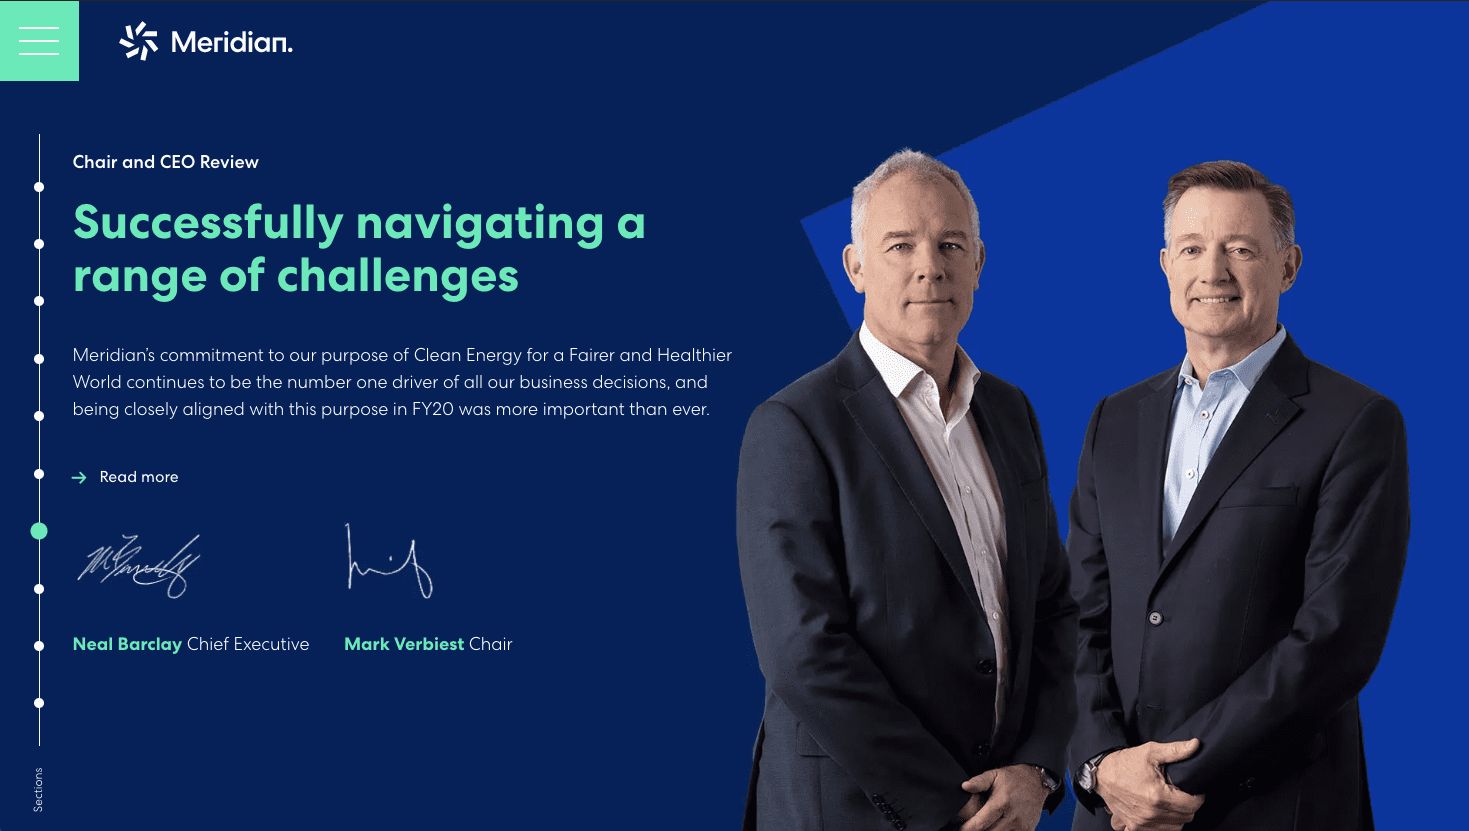 Meridian.
Chair and CEO Review
Successfully navigating a
range of challenges
Meridian's commitment to our purpose of Clean Energy for a Fairer and Healthier
World continues to be the number one driver of all our business decisions, and
being closely aligned with this purpose in FY20 was more important than ever.
Read more
Neal Barclay Chief Executive
Mark Verbiest Chair
Sections